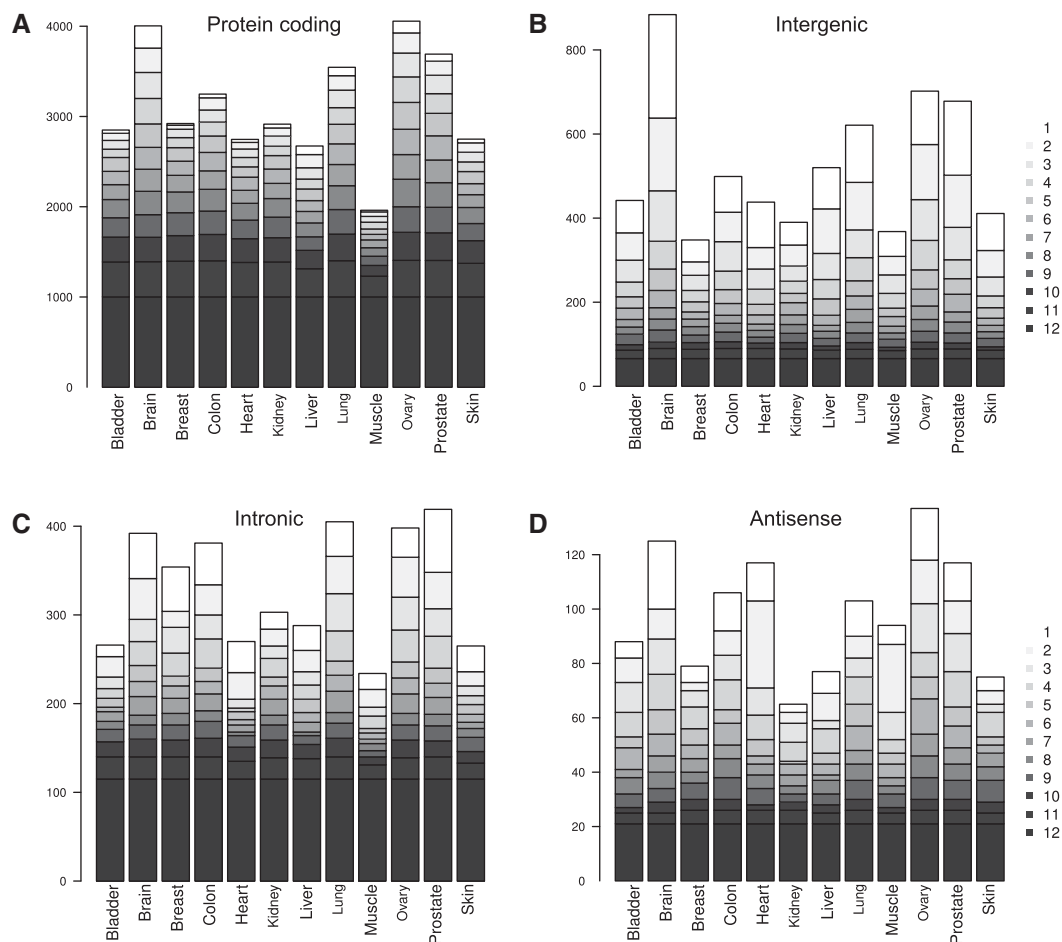 A
Protein coding
4000
3000
2000
1000
0
Bladder
Brain
Breast
Colon
Heart
Kidney
Liver
Lung
Muscle
Ovary
Prostate
Skin
B
Intergenic
800
600
400
200
0
Bladder
Brain
Breast
Colon
Heart
Kidney
Liver
Lung
Muscle
Ovary
Prostate
Skin
1
2
3
4
5
6
7
8
9
10
11
12
C
Intronic
400
300
200
100
0
Bladder
Brain
Breast
Colon
Heart
Kidney
Liver
Lung
Muscle
Ovary
Prostate
Skin
D
Antisense
120
100
80
60
40
20
0
Bladder
Brain
Breast
Colon
Heart
Kidney
Liver
Lung
Muscle
Ovary
Prostate
Skin
1
2
3
4
5
6
7
8
9
10
11
12